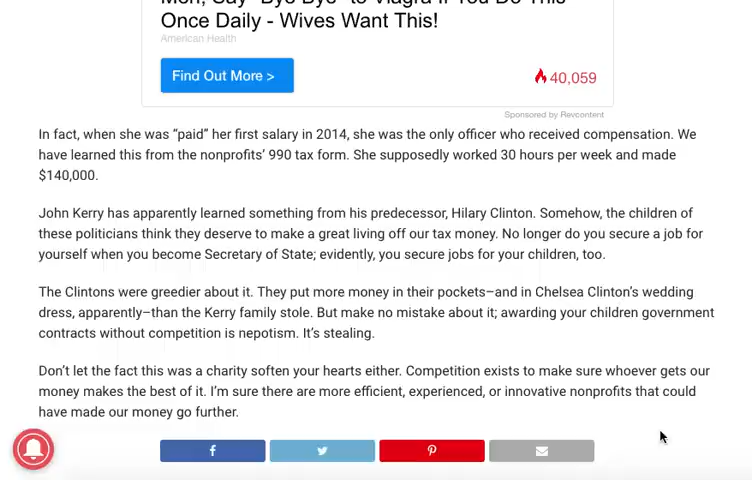 Once Daily - Wives Want This!
American Health
Find Out More >
40,059
Sponsored by Revcontent
In fact, when she was “paid” her first salary in 2014, she was the only officer who received compensation. We
have learned this from the nonprofits’ 990 tax form. She supposedly worked 30 hours per week and made
$140,000.
John Kerry has apparently learned something from his predecessor, Hilary Clinton. Somehow, the children of
these politicians think they deserve to make a great living off our tax money. No longer do you secure a job for
yourself when you become Secretary of State; evidently, you secure jobs for your children, too.
The Clintons were greedier about it. They put more money in their pockets–and in Chelsea Clinton’s wedding
dress, apparently–than the Kerry family stole. But make no mistake about it; awarding your children government
contracts without competition is nepotism. It’s stealing.
Don’t let the fact this was a charity soften your hearts either. Competition exists to make sure whoever gets our
money makes the best of it. I’m sure there are more efficient, experienced, or innovative nonprofits that could
have made our money go further.